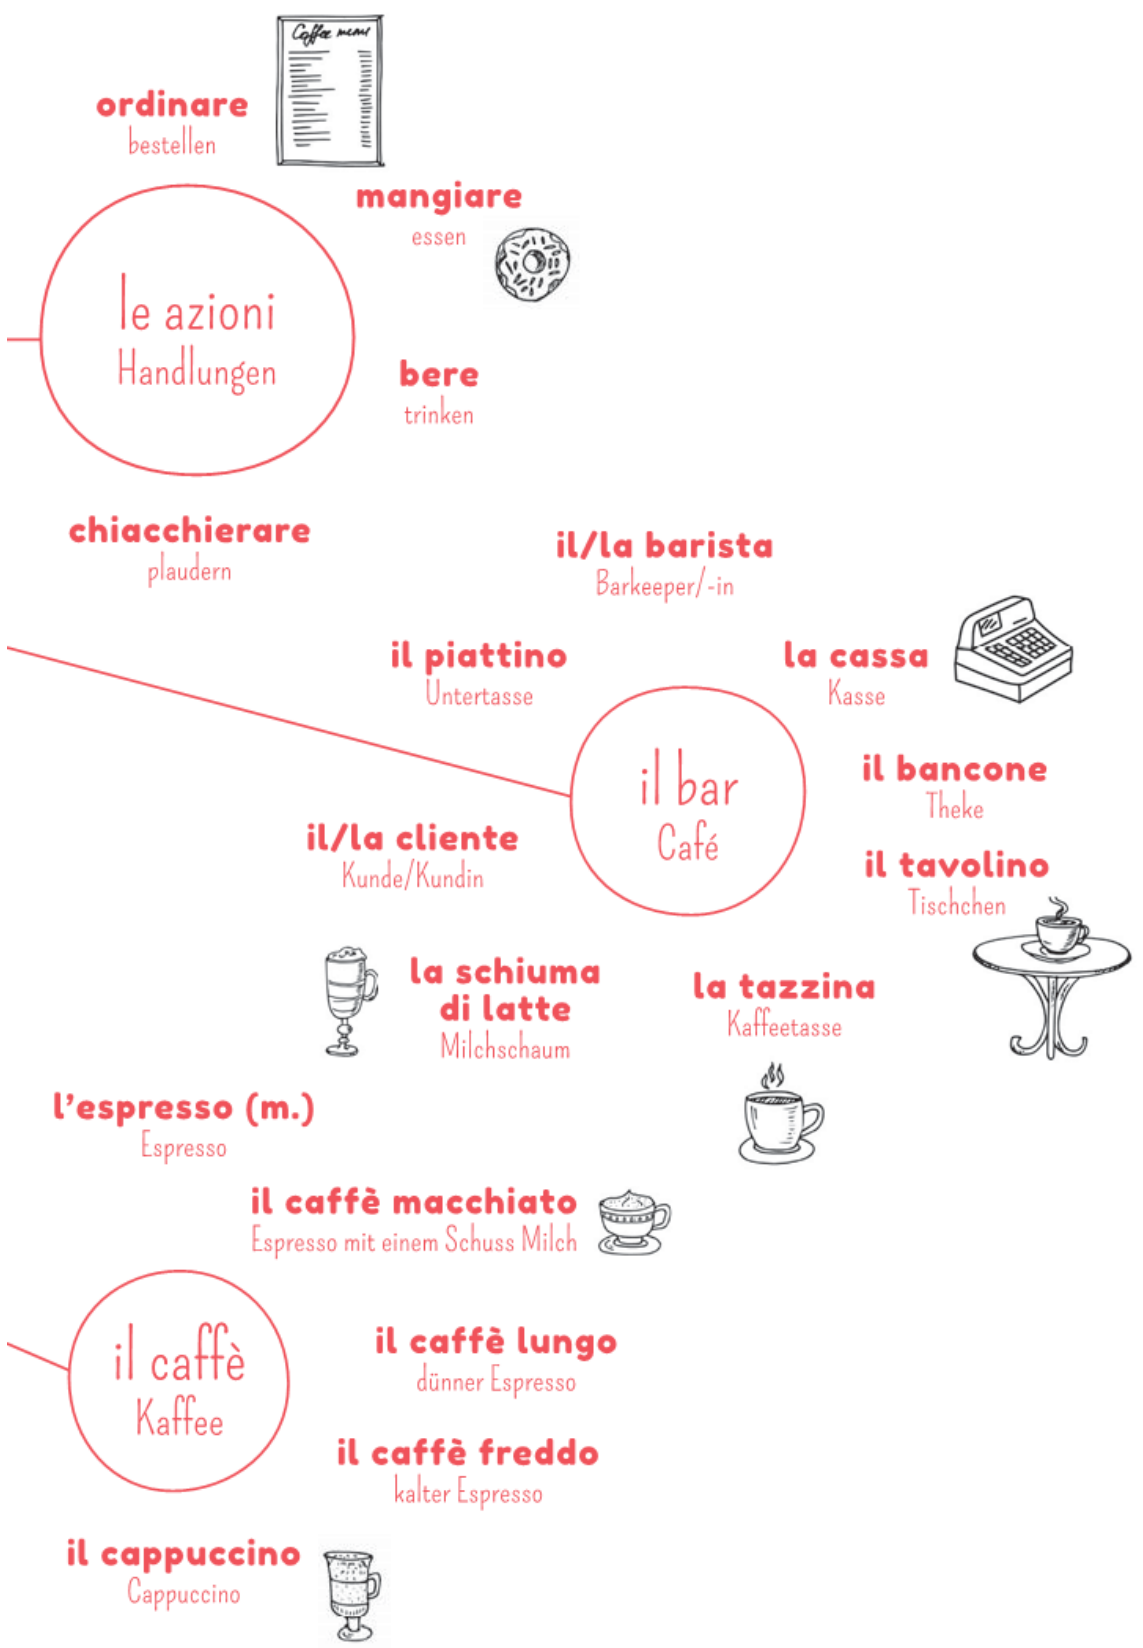 Coffee menu
ordinare
bestellen
mangiare
essen
le azioni
Handlungen
bere
trinken
chiacchierare
plaudern
il/la barista
Barkeeper/-in
il piattino
Untertasse
la cassa
Kasse
il bar
Café
il bancone
Theke
il/la cliente
Kunde/Kundin
il tavolino
Tischchen
la schiuma
di latte
Milchschaum
la tazzina
Kaffeetasse
l'espresso (m.)
Espresso
il caffè macchiato
Espresso mit einem Schuss Milch
il caffè
Kaffee
il caffè lungo
dünner Espresso
il caffè freddo
kalter Espresso
il cappuccino
Cappuccino